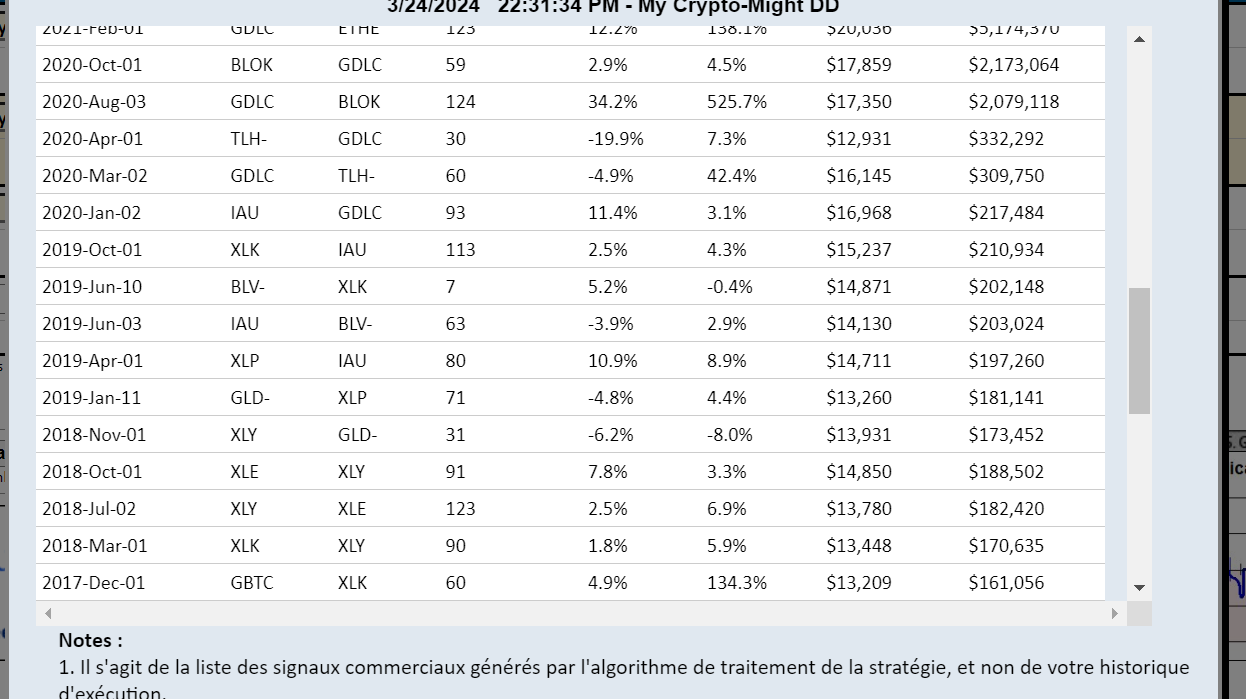 3/24/2024 22:31:34 PM - My Crypto-Might DD
2021-Feb-01 GDLC ETHE 123 12.2% 138.1% $20,036 $5,174,370
2020-Oct-01 BLOK GDLC 59 2.9% 4.5% $17,859 $2,173,064
2020-Aug-03 GDLC BLOK 124 34.2% 525.7% $17,350 $2,079,118
2020-Apr-01 TLH- GDLC 30 -19.9% 7.3% $12,931 $332,292
2020-Mar-02 GDLC TLH- 60 -4.9% 42.4% $16,145 $309,750
2020-Jan-02 IAU GDLC 93 11.4% 3.1% $16,968 $217,484
2019-Oct-01 XLK IAU 113 2.5% 4.3% $15,237 $210,934
2019-Jun-10 BLV- XLK 7 5.2% -0.4% $14,871 $202,148
2019-Jun-03 IAU BLV- 63 -3.9% 2.9% $14,130 $203,024
2019-Apr-01 XLP IAU 80 10.9% 8.9% $14,711 $197,260
2019-Jan-11 GLD- XLP 71 -4.8% 4.4% $13,260 $181,141
2018-Nov-01 XLY GLD- 31 -6.2% -8.0% $13,931 $173,452
2018-Oct-01 XLE XLY 91 7.8% 3.3% $14,850 $188,502
2018-Jul-02 XLY XLE 123 2.5% 6.9% $13,780 $182,420
2018-Mar-01 XLK XLY 90 1.8% 5.9% $13,448 $170,635
2017-Dec-01 GBTC XLK 60 4.9% 134.3% $13,209 $161,056
Notes :
1. Il s'agit de la liste des signaux commerciaux générés par l'algorithme de traitement de la stratégie, et non de votre historique
d'exécution.